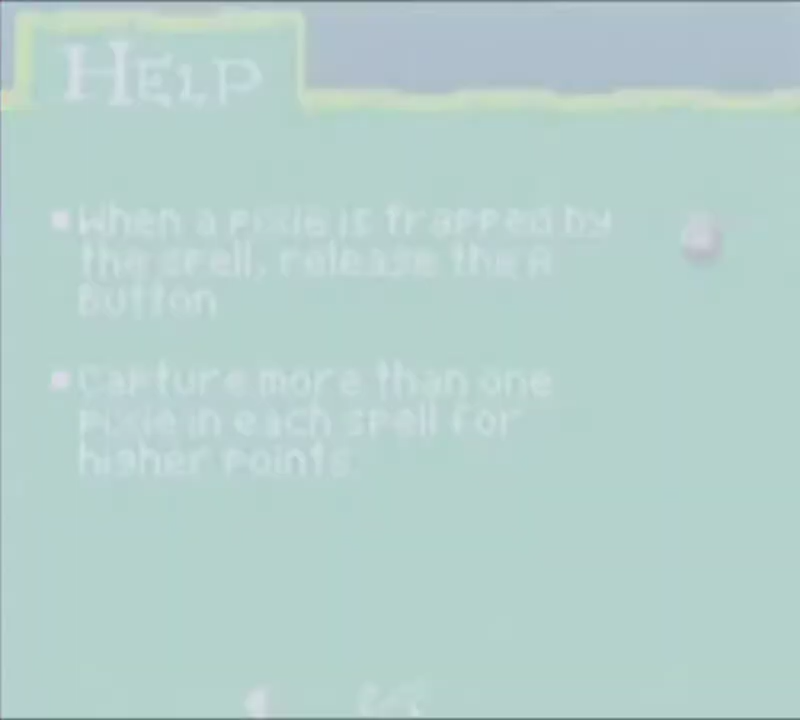 HELP
When a pixie is trapped by
the spell, release the A
Button
Capture more than one
pixie in each spell for
higher points